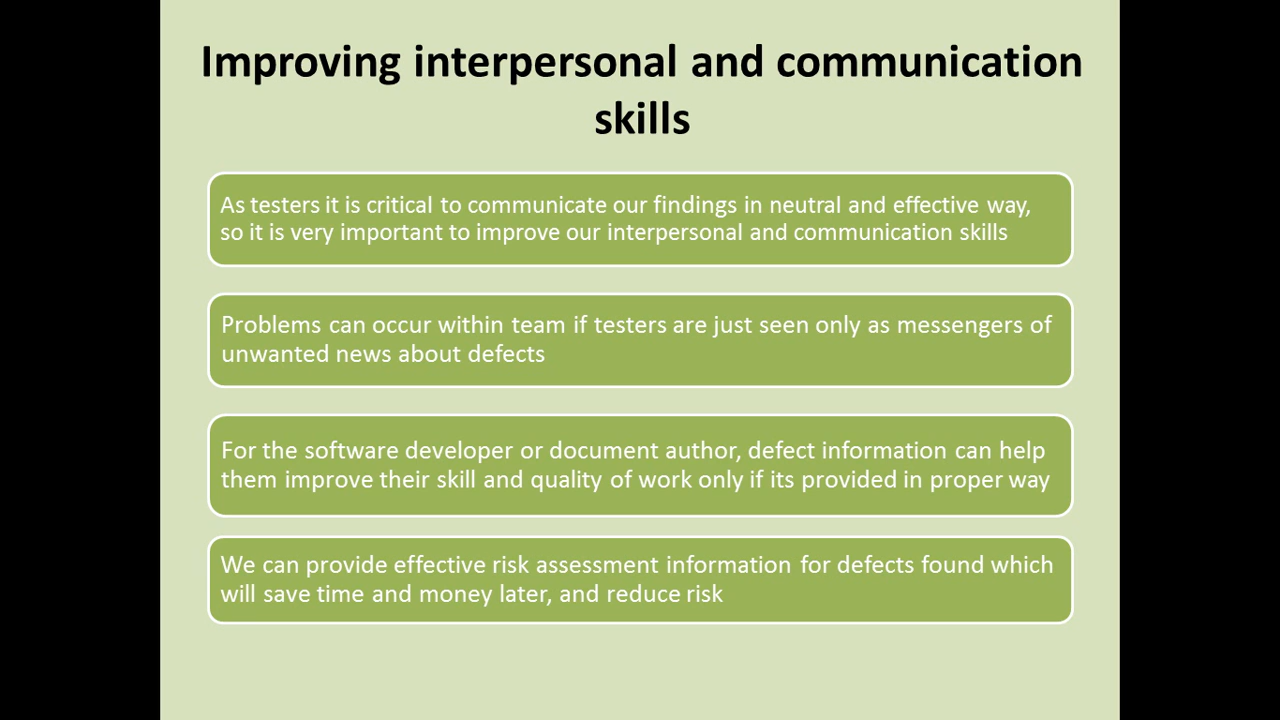 Improving interpersonal and communication
skills
As testers it is critical to communicate our findings in neutral and effective way,
so it is very important to improve our interpersonal and communication skills
Problems can occur within team if testers are just seen only as messengers of
unwanted news about defects
For the software developer or document author, defect information can help
them improve their skill and quality of work only if its provided in proper way
We can provide effective risk assessment information for defects found which
will save time and money later, and reduce risk